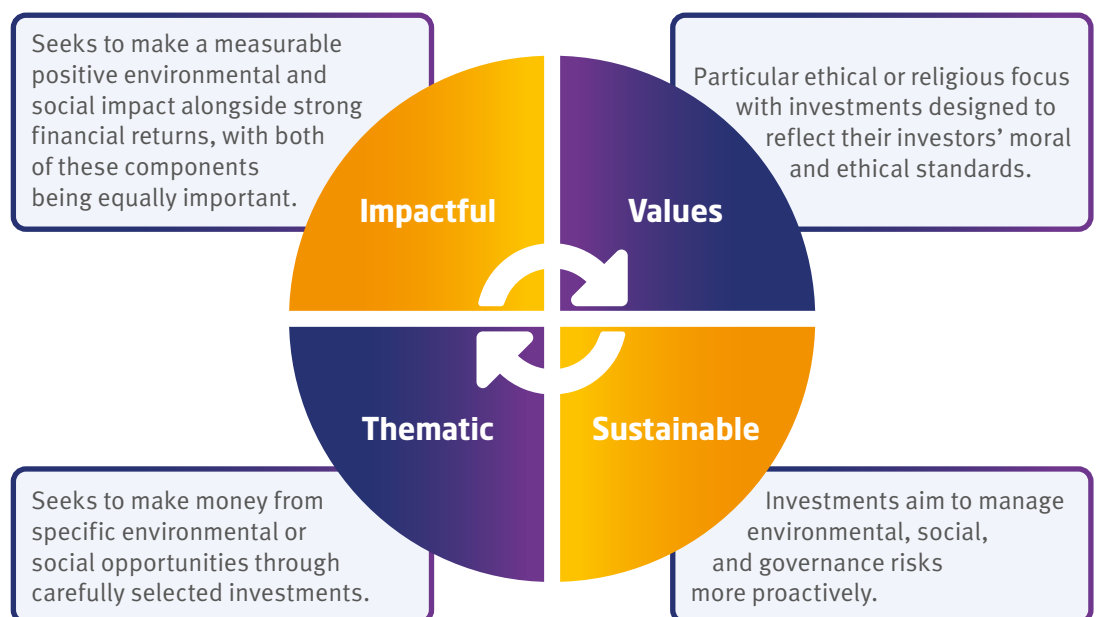 Seeks to make a measurable
positive environmental and
social impact alongside strong
financial returns, with both
of these components
being equally important.
Particular ethical or religious focus
with investments designed to
reflect their investors’ moral
and ethical standards.
Impactful
Values
Thematic
Sustainable
Seeks to make money from
specific environmental or
social opportunities through
carefully selected investments.
Investments aim to manage
environmental, social,
and governance risks
more proactively.